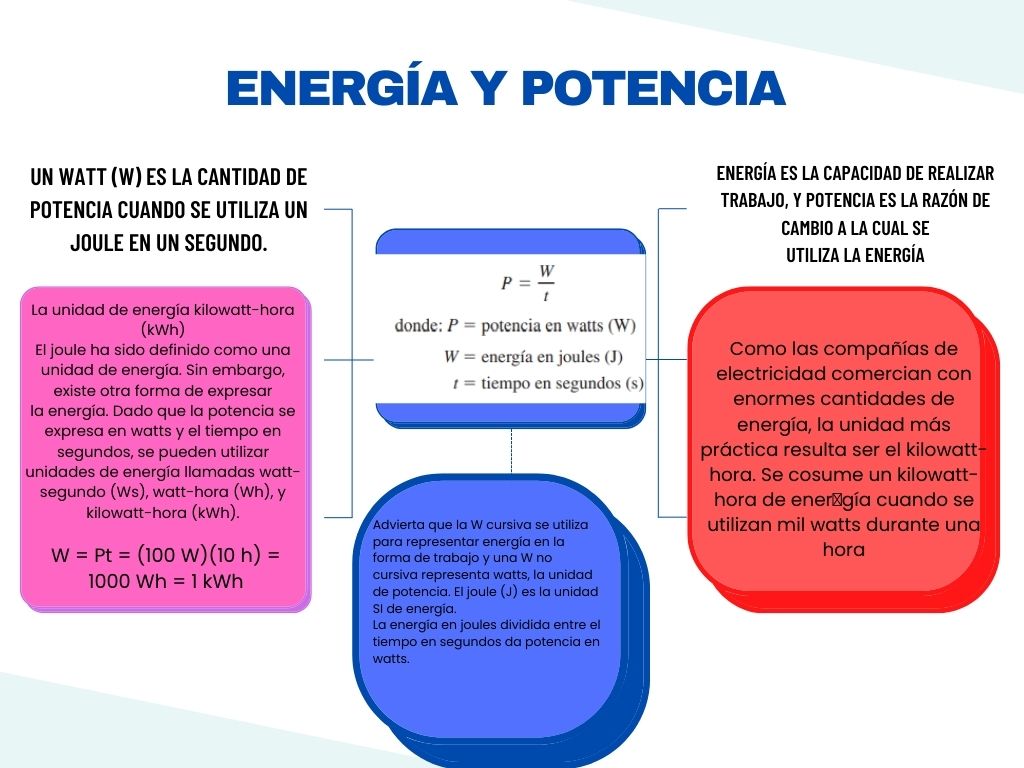 ENERGÍA Y POTENCIA
UN WATT (W) ES LA CANTIDAD DE
POTENCIA CUANDO SE UTILIZA UN
JOULE EN UN SEGUNDO.
La unidad de energía kilowatt-hora
(kWh)
El joule ha sido definido como una
unidad de energía. Sin embargo,
existe otra forma de expresar
la energía. Dado que la potencia se
expresa en watts y el tiempo en
segundos, se pueden utilizar
unidades de energía llamadas watt-
segundo (Ws), watt-hora (Wh), y
kilowatt-hora (kWh).
W = Pt = (100 W)(10 h) =
1000 Wh = 1 kWh
P = W/t
donde: P = potencia en watts (W)
W = energía en joules (J)
t = tiempo en segundos (s)
Advierta que la W cursiva se utiliza
para representar energía en la
forma de trabajo y una W no
cursiva representa watts, la unidad
de potencia. El joule (J) es la unidad
SI de energía.
La energía en joules dividida entre el
tiempo en segundos da potencia en
watts.
ENERGÍA ES LA CAPACIDAD DE REALIZAR
TRABAJO, Y POTENCIA ES LA RAZÓN DE
CAMBIO A LA CUAL SE
UTILIZA LA ENERGÍA
Como las compañías de
electricidad comercian con
enormes cantidades de
energía, la unidad más
práctica resulta ser el kilowatt-
hora. Se cosume un kilowatt-
hora de ener￾gía cuando se
utilizan mil watts durante una
hora